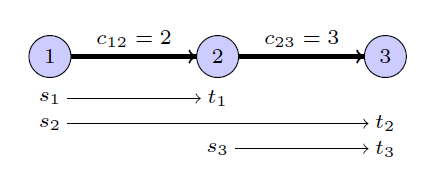 c₁₂ = 2 c₂₃ = 3
1 2 3
s₁ t₁
s₂ t₂
s₃ t₃